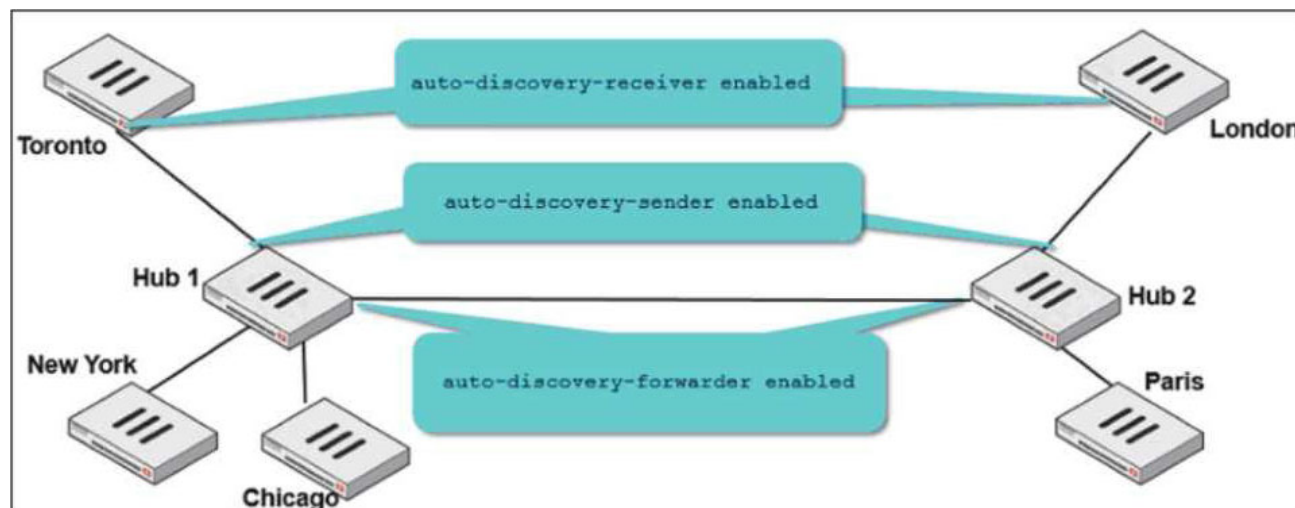 auto-discovery-receiver enabled
Toronto
London
auto-discovery-sender enabled
Hub 1
Hub 2
New York
auto-discovery-forwarder enabled
Paris
Chicago